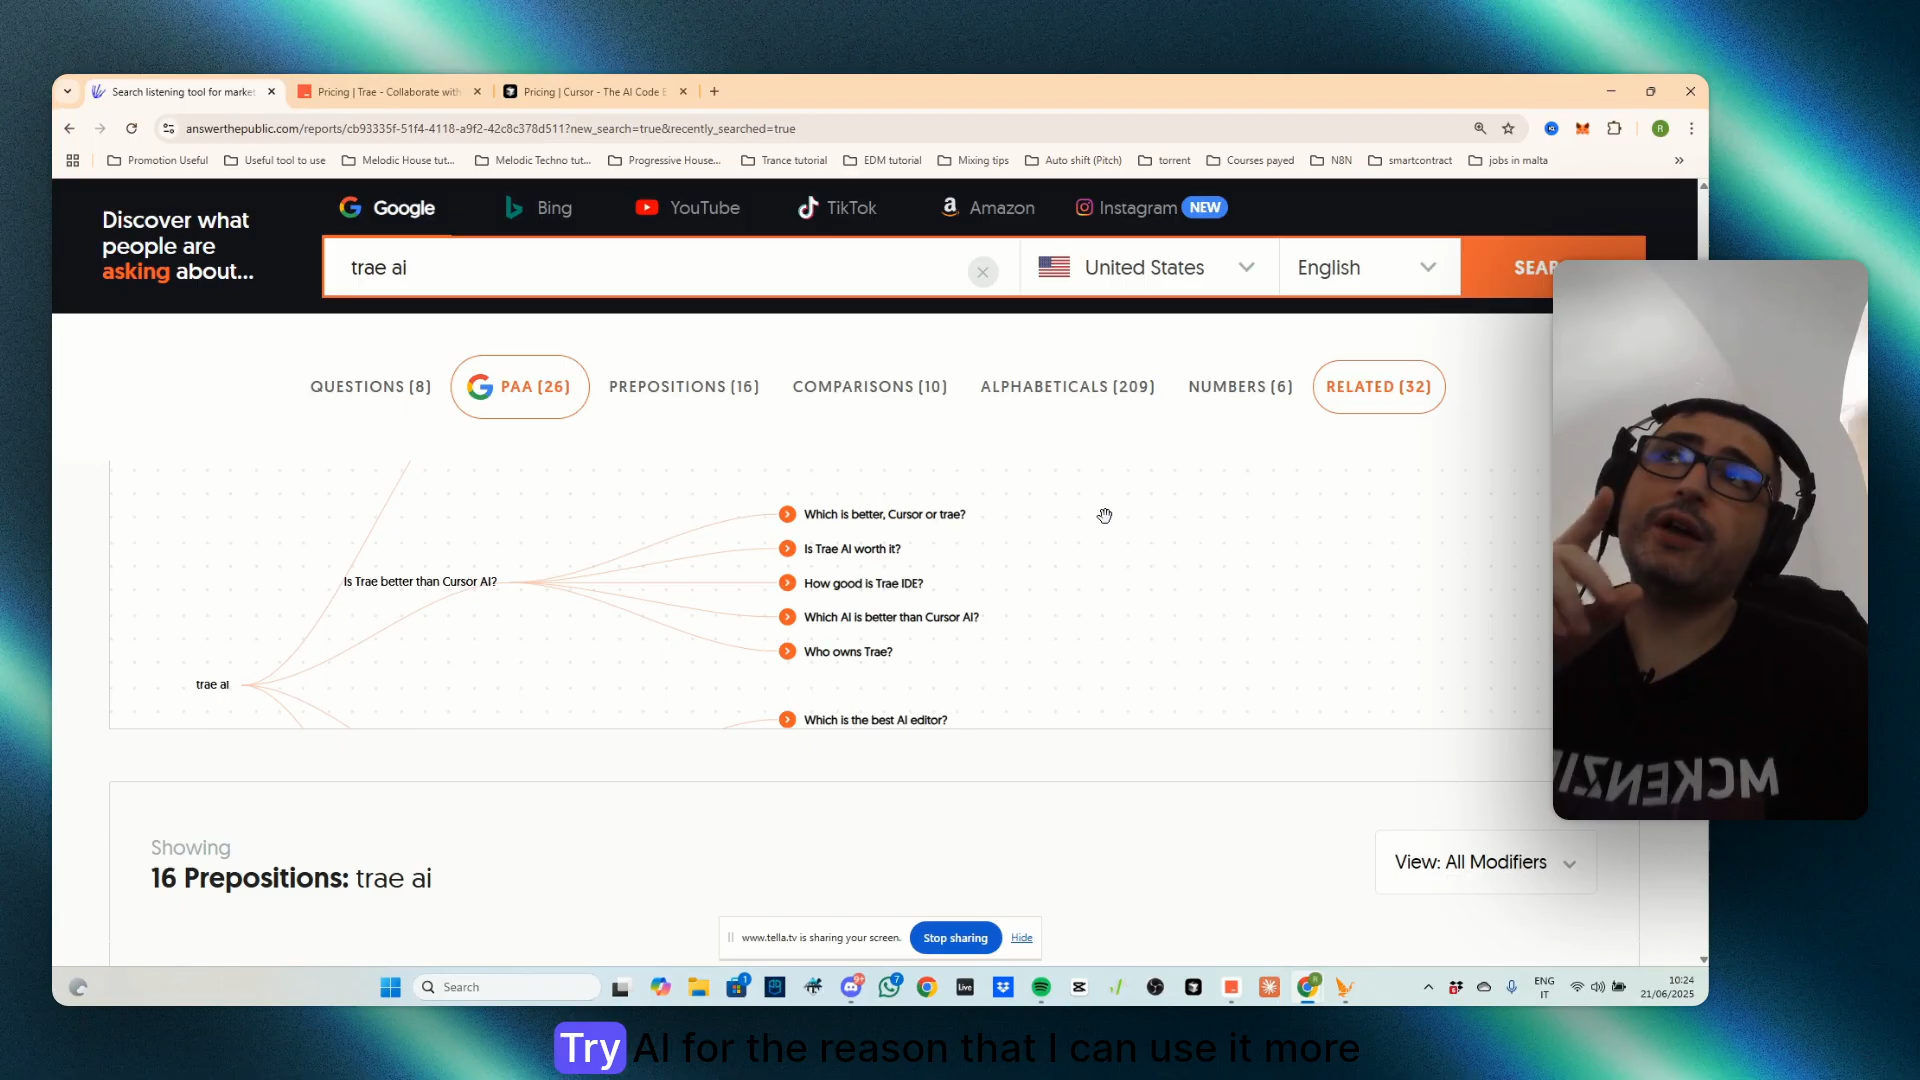 Search listening tool for market
Pricing | Trae - Collaborate with
Pricing | Cursor - The AI Code E
answerthepublic.com/reports/cb93335f-51f4-4118-a9f2-42c8c378d511?new_search=true&recently_searched=true
R
Promotion Useful
Useful tool to use
Melodic House tut...
Melodic Techno tut...
Progressive House...
Trance tutorial
EDM tutorial
Mixing tips
Auto shift (Pitch)
torrent
Courses payed
N8N
smartcontract
jobs in malta
Discover what
people are
asking about...
Google
Bing
YouTube
TikTok
Amazon
Instagram NEW
trae ai
United States
English
SEAR
QUESTIONS (8)
PAA (26)
PREPOSITIONS (16)
COMPARISONS (10)
ALPHABETICALS (209)
NUMBERS (6)
RELATED (32)
Which is better, Cursor or trae?
Is Trae AI worth it?
Is Trae better than Cursor AI?
How good is Trae IDE?
Which AI is better than Cursor AI?
Who owns Trae?
trae ai
Which is the best AI editor?
MCKENZI
Showing
16 Prepositions: trae ai
View: All Modifiers
www.tella.tv is sharing your screen.
Stop sharing
Hide
Search
1
9+
7
Live
ENG
IT
10:24
21/06/2025
Try AI for the reason that I can use it more